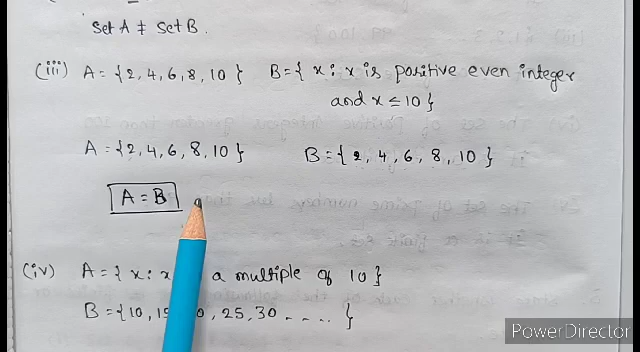 Set A ≠ Set B.
(iii) A = {2, 4, 6, 8, 10} B = {x : x is positive even integer
and x ≤ 10}
A = {2, 4, 6, 8, 10} B = {2, 4, 6, 8, 10}
A = B
(iv) A = {x : x a multiple of 10}
B = {10, 15 0, 25, 30 - - - . }
PowerDirector